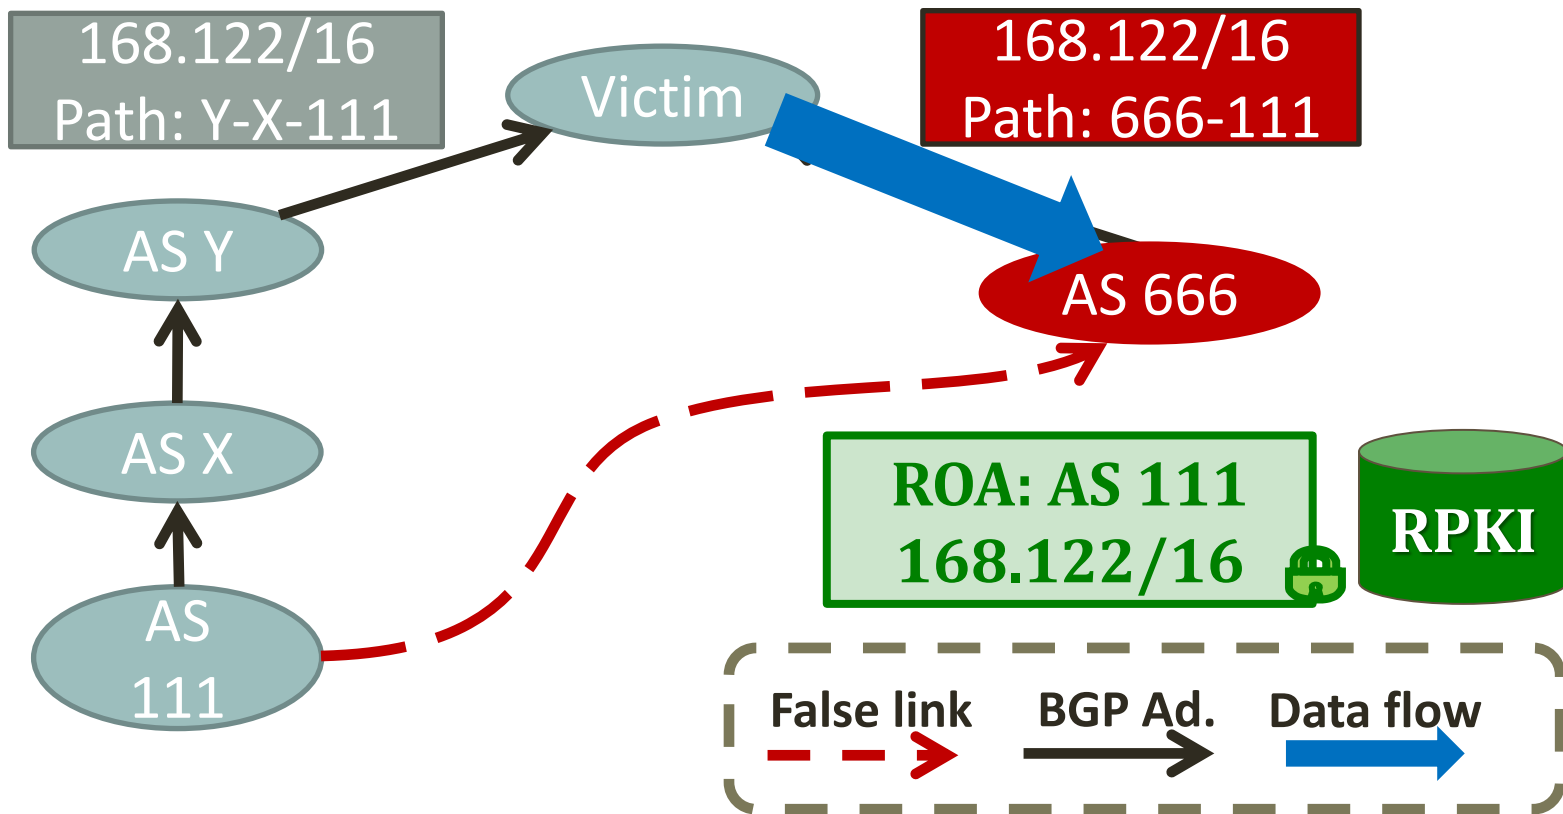 168.122/16
Path: Y-X-111
Victim
168.122/16
Path: 666-111
AS Y
AS 666
AS X
ROA: AS 111
168.122/16
RPKI
AS
111
False link
BGP Ad.
Data flow